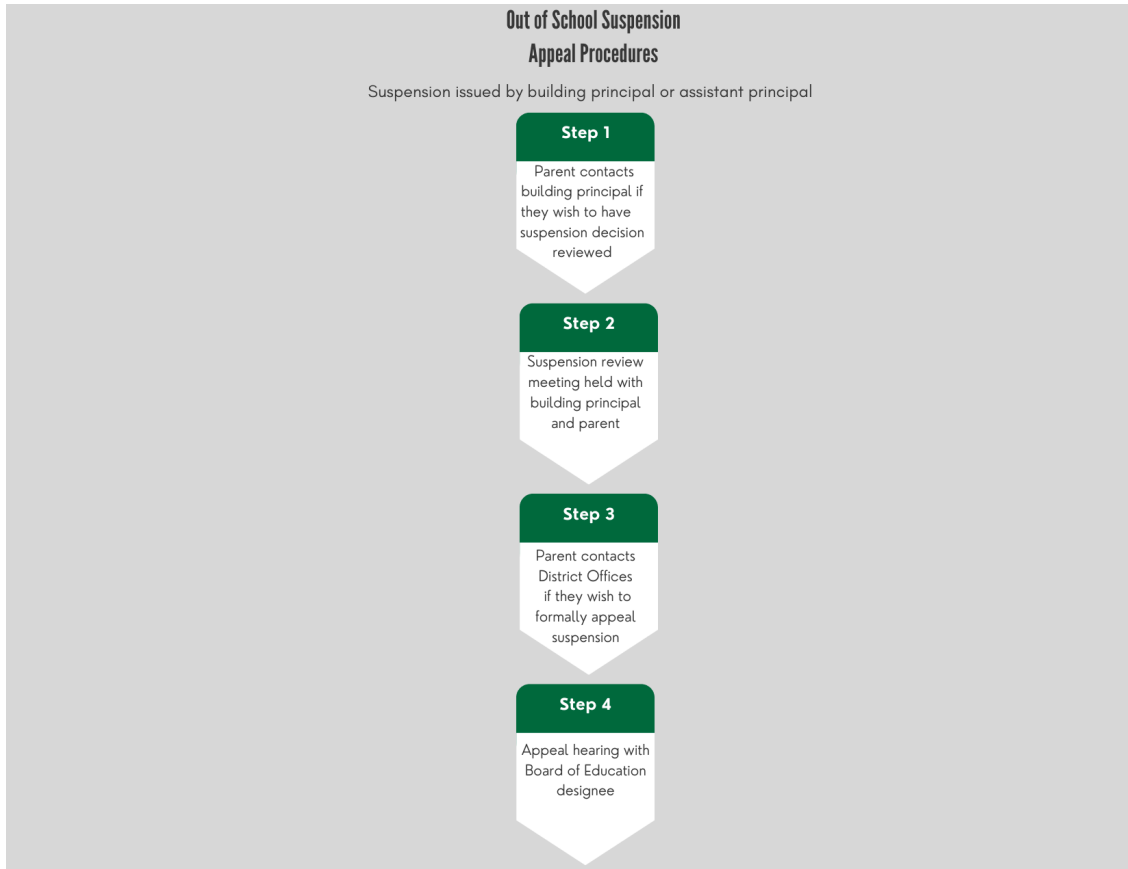 Out of School Suspension
Appeal Procedures
Suspension issued by building principal or assistant principal
Step 1
Parent contacts
building principal if
they wish to have
suspension decision
reviewed
Step 2
Suspension review
meeting held with
building principal
and parent
Step 3
Parent contacts
District Offices
if they wish to
formally appeal
suspension
Step 4
Appeal hearing with
Board of Education
designee